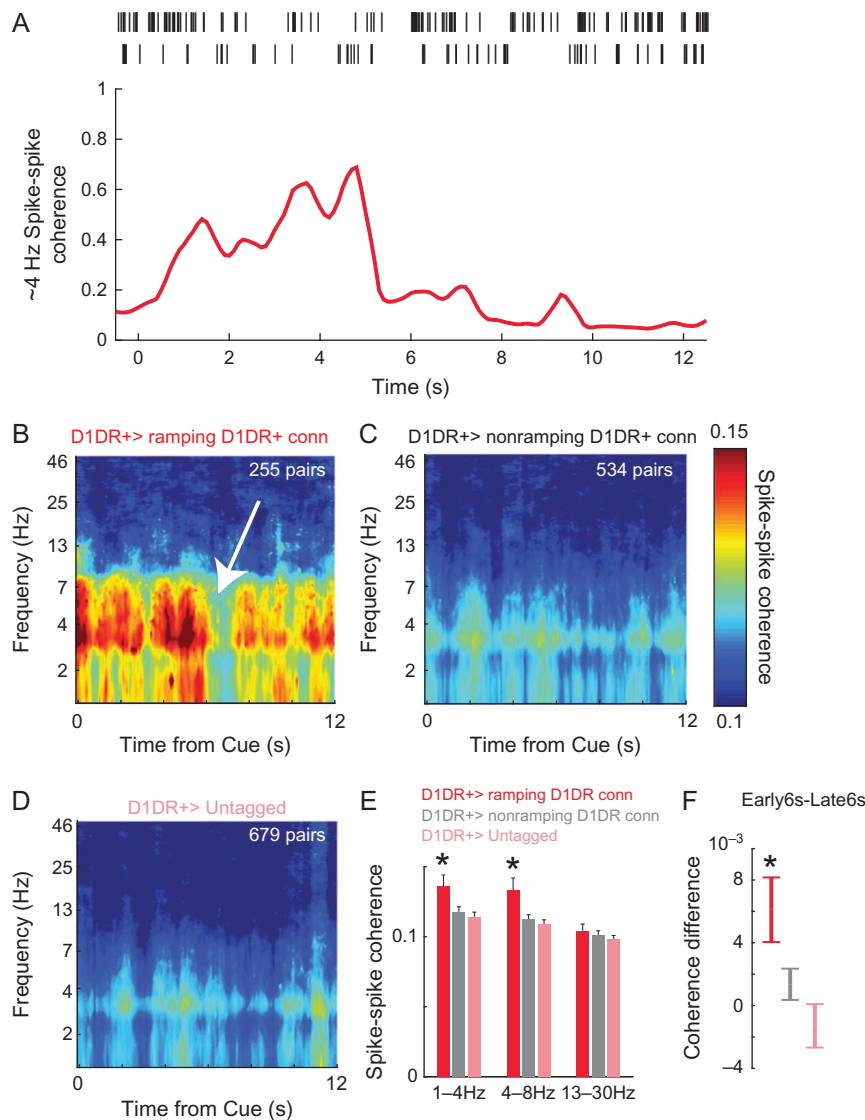 A
1
0.8
0.6
0.4
0.2
0
~4 Hz Spike-spike
coherence
0 2 4 6 8 10 12
Time (s)
B D1DR+> ramping D1DR+ conn
255 pairs
46
25
13
7
4
2
Frequency (Hz)
0 12
Time from Cue (s)
C D1DR+> nonramping D1DR+ conn
534 pairs
46
25
13
7
4
2
Frequency (Hz)
0 12
Time from Cue (s)
0.15
Spike-spike coherence
0.1
D D1DR+> Untagged
679 pairs
46
25
13
7
4
2
Frequency (Hz)
0 12
Time from Cue (s)
E D1DR+> ramping D1DR conn
D1DR+> nonramping D1DR conn
D1DR+> Untagged
* *
0.1
0
Spike-spike coherence
1–4Hz 4–8Hz 13–30Hz
F Early6s-Late6s
10−3
*
8
4
0
−4
Coherence difference